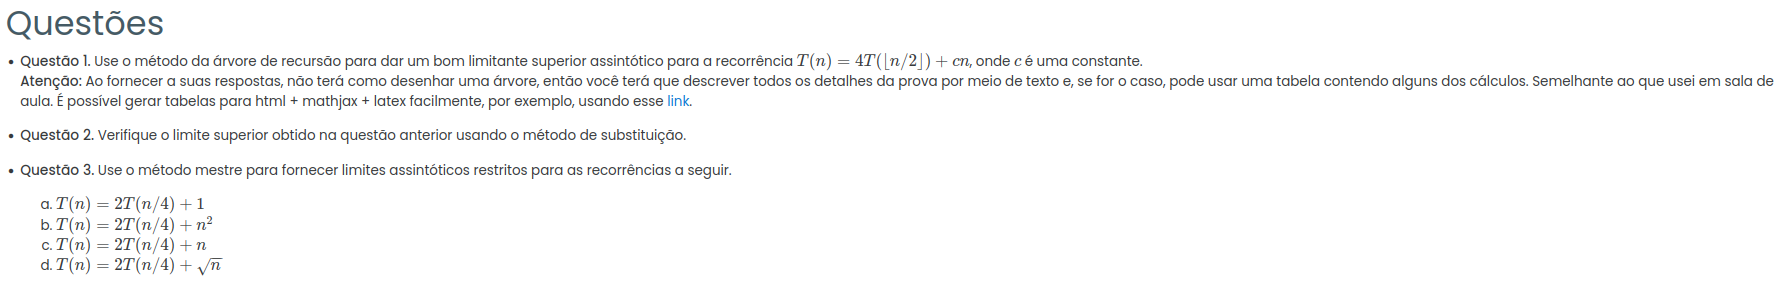 Questões
• Questão 1. Use o método da árvore de recursão para dar um bom limitante superior assintótico para a recorrência T(n) = 4T(⌊n/2⌋) + cn, onde c é uma constante.
Atenção: Ao fornecer a suas respostas, não terá como desenhar uma árvore, então você terá que descrever todos os detalhes da prova por meio de texto e, se for o caso, pode usar uma tabela contendo alguns dos cálculos. Semelhante ao que usei em sala de
aula. É possível gerar tabelas para html + mathjax + latex facilmente, por exemplo, usando esse link.
• Questão 2. Verifique o limite superior obtido na questão anterior usando o método de substituição.
• Questão 3. Use o método mestre para fornecer limites assintóticos restritos para as recorrências a seguir.
a. T(n) = 2T(n/4) + 1
b. T(n) = 2T(n/4) + n²
c. T(n) = 2T(n/4) + n
d. T(n) = 2T(n/4) + √n